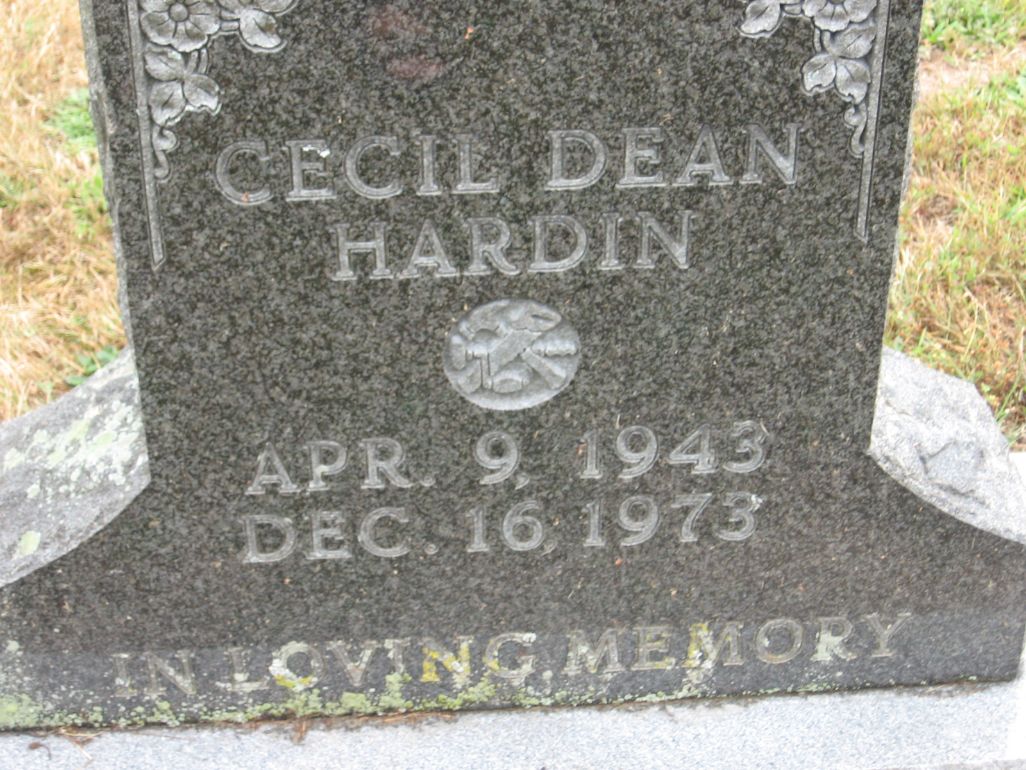 CECIL DEAN
HARDIN
APR. 9, 1943
DEC. 16, 1973
IN LOVING MEMORY